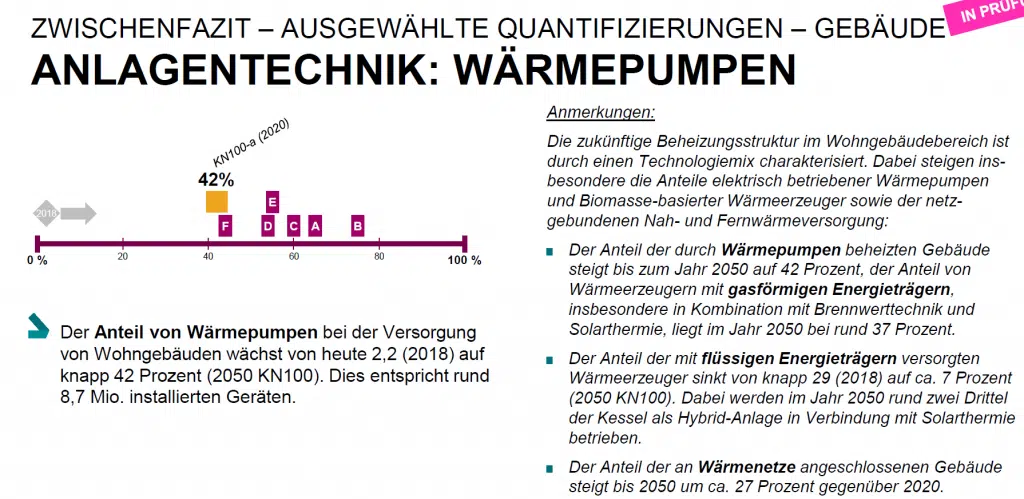 IN PRÜF
ZWISCHENFAZIT – AUSGEWÄHLTE QUANTIFIZIERUNGEN – GEBÄUDE
ANLAGENTECHNIK: WÄRMEPUMPEN
KN100-a (2020)
42%
E
2018
F D C A B
0 % 20 40 60 80 100 %
Der Anteil von Wärmepumpen bei der Versorgung
von Wohngebäuden wächst von heute 2,2 (2018) auf
knapp 42 Prozent (2050 KN100). Dies entspricht rund
8,7 Mio. installierten Geräten.
Anmerkungen:
Die zukünftige Beheizungsstruktur im Wohngebäudebereich ist
durch einen Technologiemix charakterisiert. Dabei steigen ins-
besondere die Anteile elektrisch betriebener Wärmepumpen
und Biomasse-basierter Wärmeerzeuger sowie der netz-
gebundenen Nah- und Fernwärmeversorgung:
Der Anteil der durch Wärmepumpen beheizten Gebäude
steigt bis zum Jahr 2050 auf 42 Prozent, der Anteil von
Wärmeerzeugern mit gasförmigen Energieträgern,
insbesondere in Kombination mit Brennwerttechnik und
Solarthermie, liegt im Jahr 2050 bei rund 37 Prozent.
Der Anteil der mit flüssigen Energieträgern versorgten
Wärmeerzeuger sinkt von knapp 29 (2018) auf ca. 7 Prozent
(2050 KN100). Dabei werden im Jahr 2050 rund zwei Drittel
der Kessel als Hybrid-Anlage in Verbindung mit Solarthermie
betrieben.
Der Anteil der an Wärmenetze angeschlossenen Gebäude
steigt bis 2050 um ca. 27 Prozent gegenüber 2020.